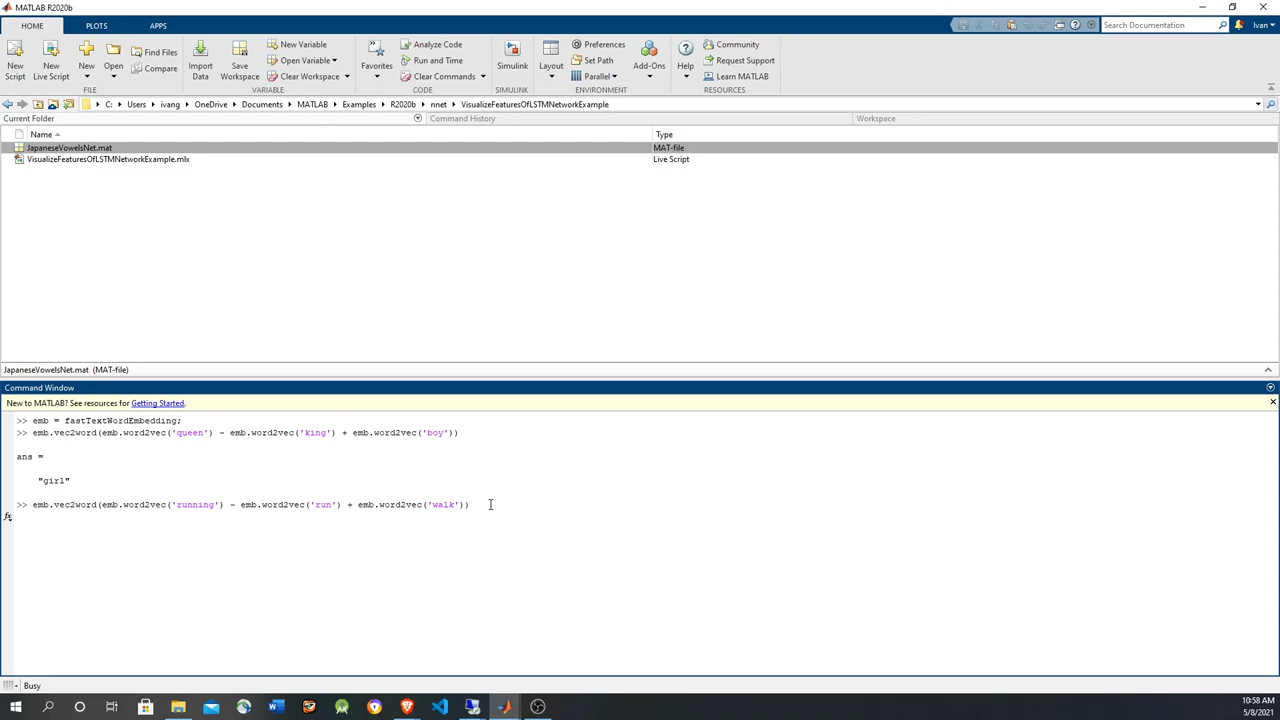 MATLAB R2020b
HOME PLOTS APPS
Search Documentation Ivan
New Script
New Live Script
New
Open
Find Files
Compare
Import Data
Save Workspace
New Variable
Open Variable
Clear Workspace
Favorites
Analyze Code
Run and Time
Clear Commands
Simulink
Layout
Preferences
Set Path
Parallel
Add-Ons
Help
Community
Request Support
Learn MATLAB
FILE VARIABLE CODE SIMULINK ENVIRONMENT RESOURCES
C: Users ivang OneDrive Documents MATLAB Examples R2020b nnet VisualizeFeaturesOfLSTMNetworkExample
Current Folder Command History Workspace
Name Type
JapaneseVowelsNet.mat MAT-file
VisualizeFeaturesOfLSTMNetworkExample.mlx Live Script
JapaneseVowelsNet.mat (MAT-file)
Command Window
New to MATLAB? See resources for Getting Started.
>> emb = fastTextWordEmbedding;
>> emb.vec2word(emb.word2vec('queen') - emb.word2vec('king') + emb.word2vec('boy'))
ans =
"girl"
>> emb.vec2word(emb.word2vec('running') - emb.word2vec('run') + emb.word2vec('walk'))
fx
Busy
10:58 AM
5/8/2021